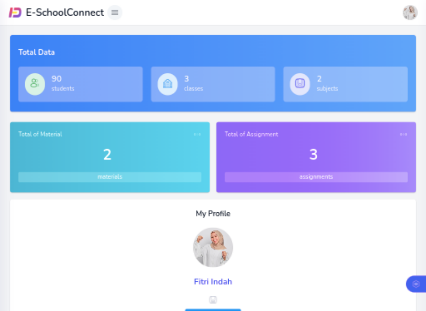 E-SchoolConnect
Total Data
90
students
3
classes
2
subjects
Total of Material
2
materials
Total of Assignment
3
assignments
My Profile
Fitri Indah